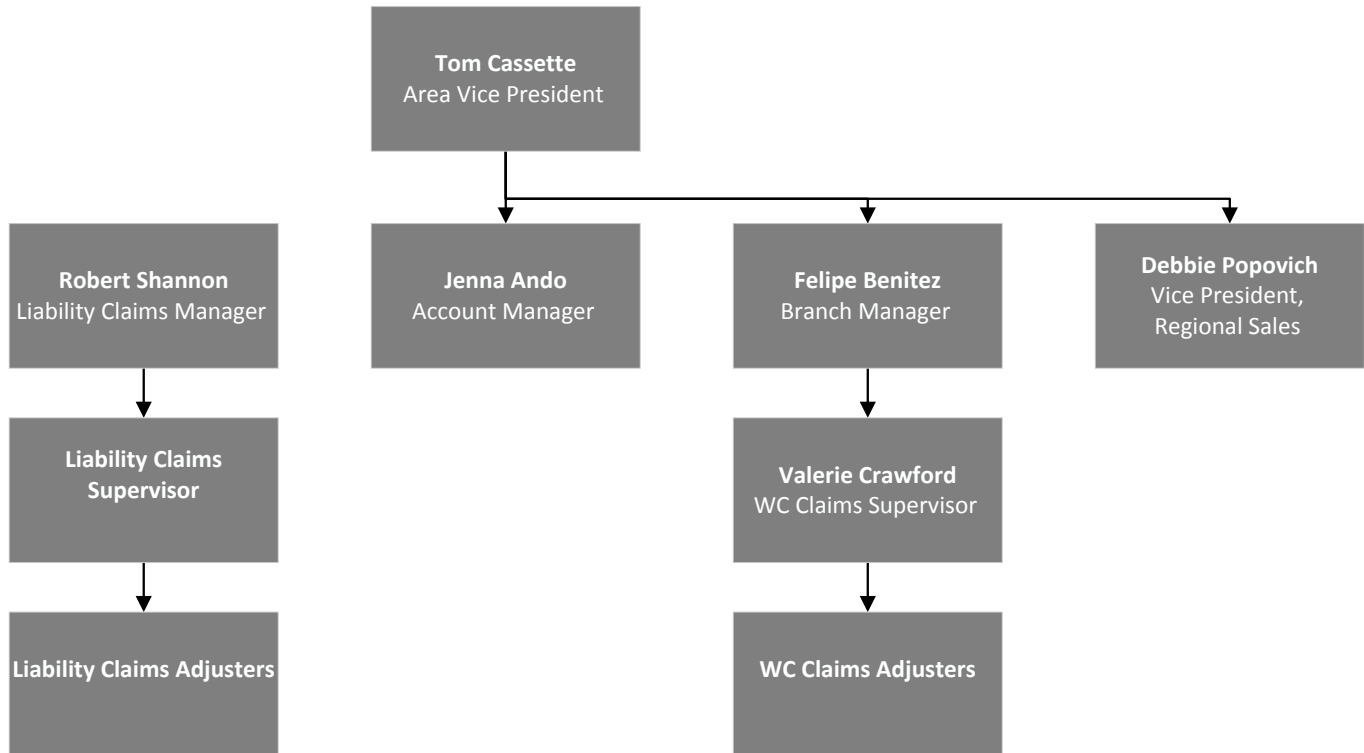 Tom Cassette
Area Vice President
Robert Shannon
Liability Claims Manager
Jenna Ando
Account Manager
Felipe Benitez
Branch Manager
Debbie Popovich
Vice President,
Regional Sales
Liability Claims
Supervisor
Valerie Crawford
WC Claims Supervisor
Liability Claims Adjusters
WC Claims Adjusters